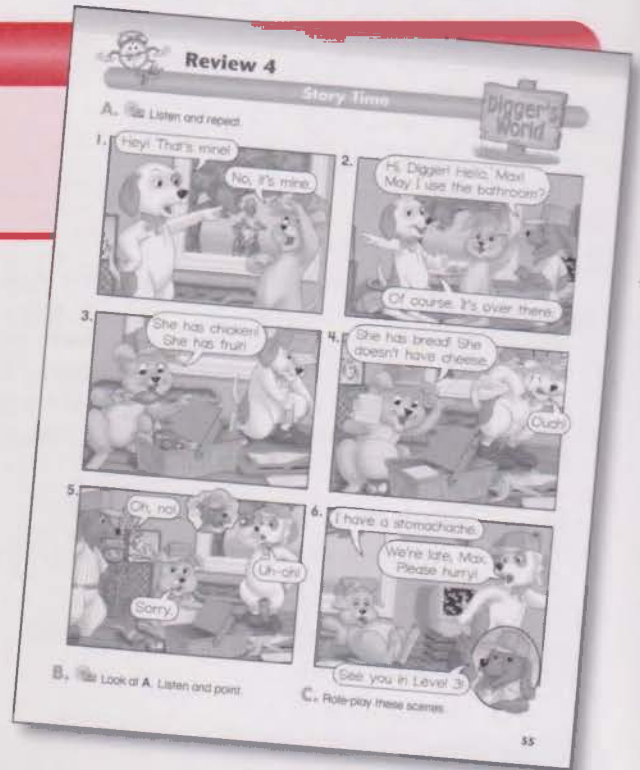 Review 4
Story Time
Digger's
World
A. Listen and repeat.
1.
Hey! That's mine!
No, it's mine.
2.
Hi, Digger! Hello, Max!
May I use the bathroom?
Of course. It's over there.
3.
She has chicken!
She has fruit!
4.
She has bread! She
doesn't have cheese.
Ouch!
5.
Oh, no!
Uh-oh!
Sorry.
6.
I have a stomachache.
We're late, Max.
Please hurry!
See you in Level 3!
B. Look at A. Listen and point.
C. Role-play these scenes.
55